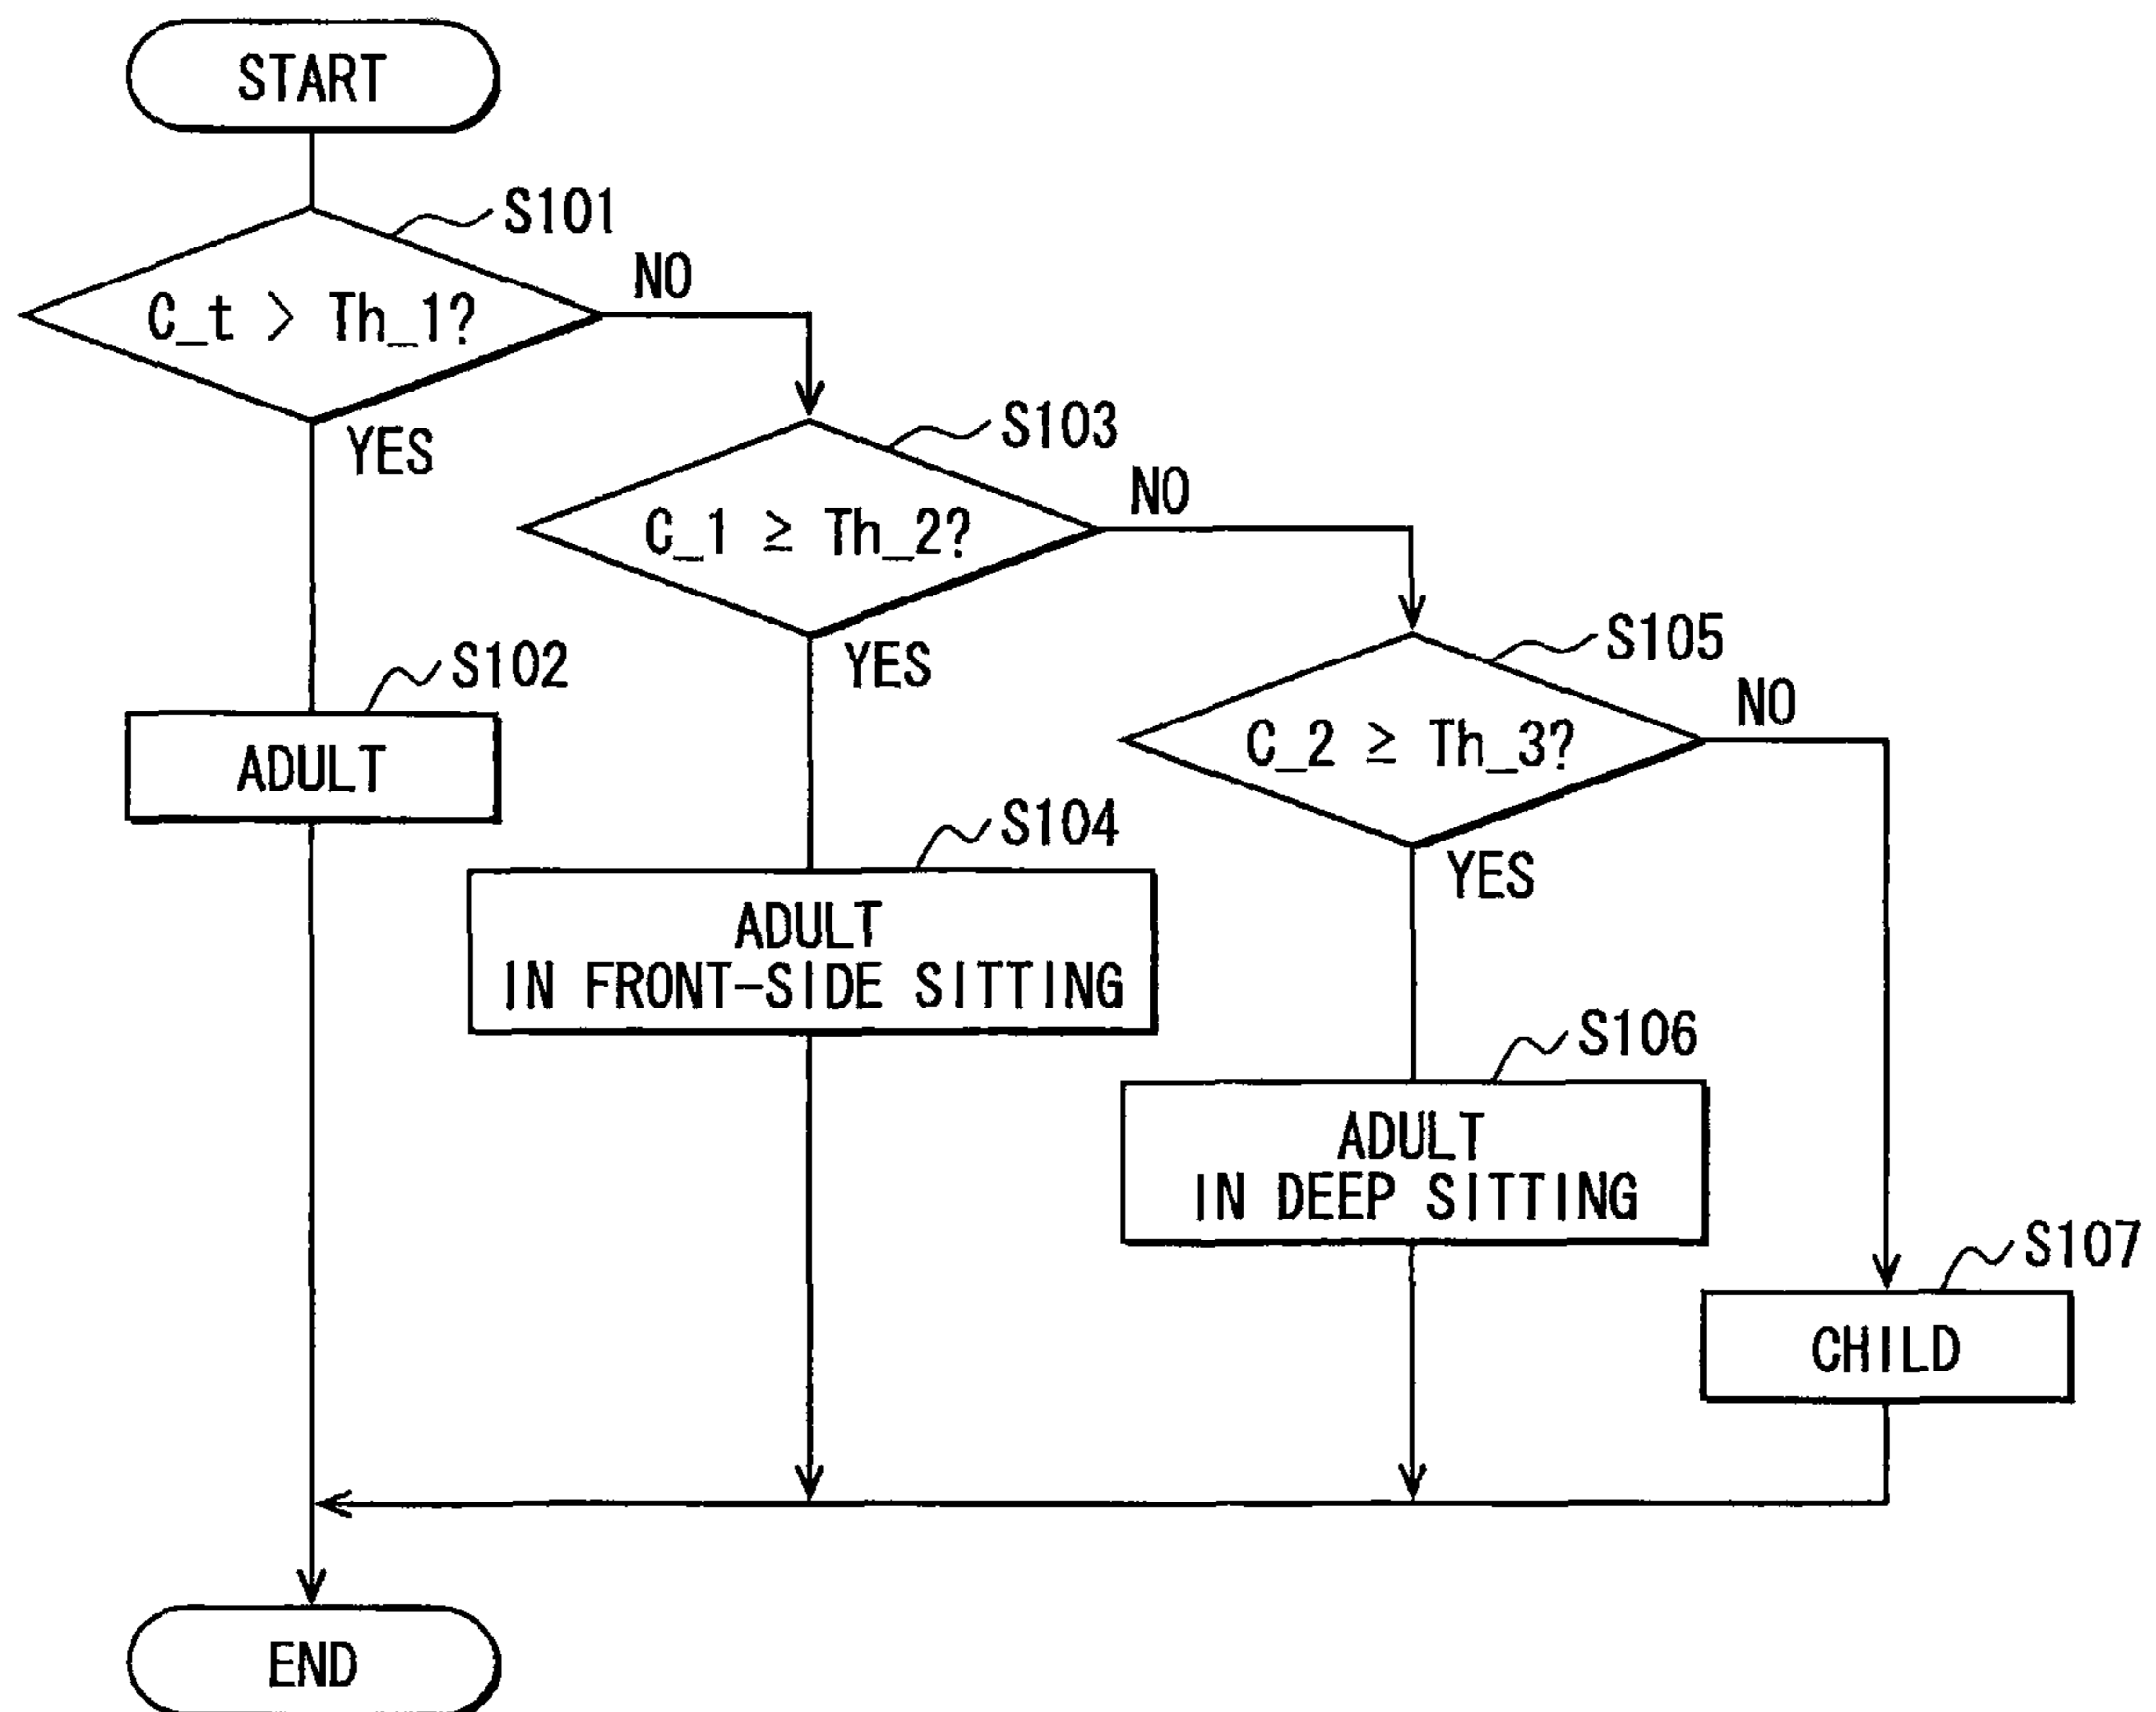 START
S101
C_t > Th_1?
NO
YES
S103
C_1 ≥ Th_2?
NO
YES
S105
C_2 ≥ Th_3?
NO
YES
S102
ADULT
S104
ADULT
IN FRONT-SIDE SITTING
S106
ADULT
IN DEEP SITTING
S107
CHILD
END